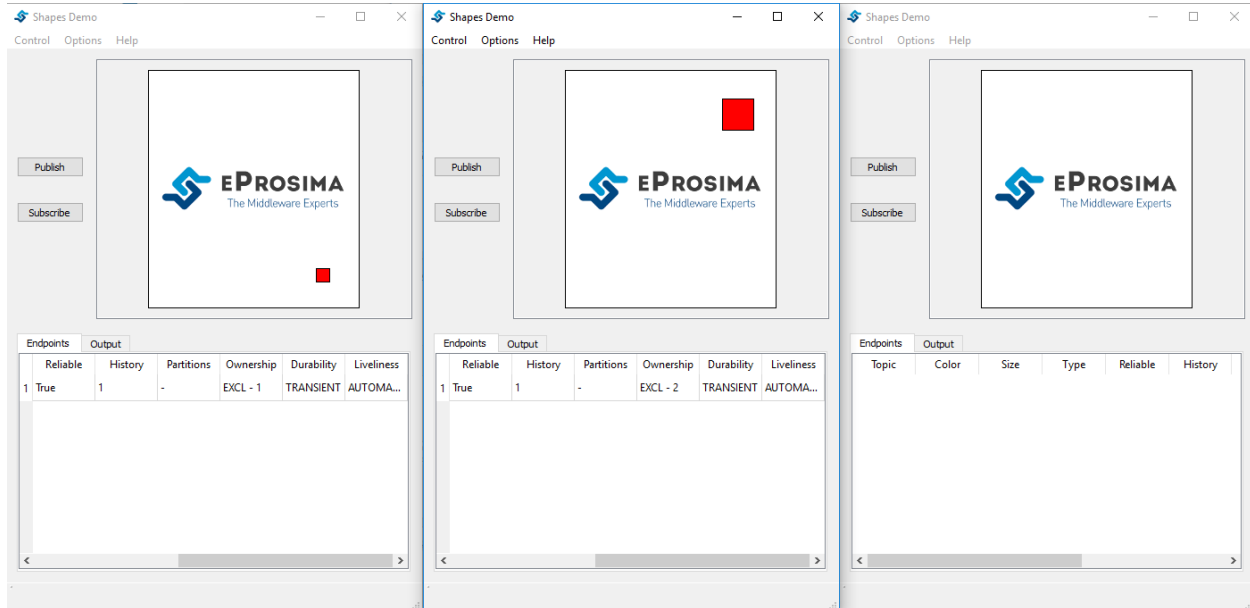 Shapes Demo
Control Options Help
Publish
Subscribe
EPROSIMA
The Middleware Experts
Endpoints Output
Reliable History Partitions Ownership Durability Liveliness
1 True 1 - EXCL - 1 TRANSIENT AUTOMA...
Shapes Demo
Control Options Help
Publish
Subscribe
EPROSIMA
The Middleware Experts
Endpoints Output
Reliable History Partitions Ownership Durability Liveliness
1 True 1 - EXCL - 2 TRANSIENT AUTOMA...
Shapes Demo
Control Options Help
Publish
Subscribe
EPROSIMA
The Middleware Experts
Endpoints Output
Topic Color Size Type Reliable History